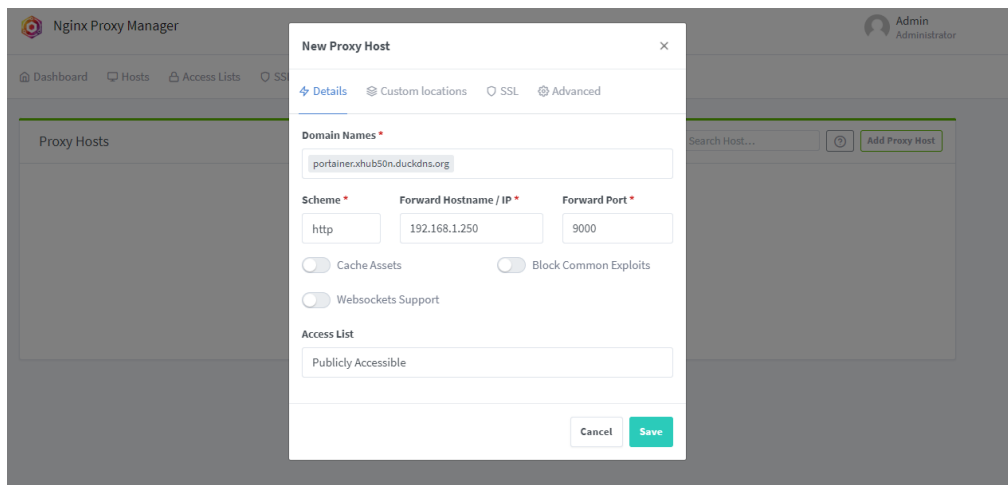 Nginx Proxy Manager
Admin
Administrator
Dashboard Hosts Access Lists SS
New Proxy Host
Details Custom locations SSL Advanced
Domain Names *
portainer.xhub50n.duckdns.org
Scheme * Forward Hostname / IP * Forward Port *
http 192.168.1.250 9000
Cache Assets Block Common Exploits
Websockets Support
Access List
Publicly Accessible
Cancel Save
Proxy Hosts
Search Host...
Add Proxy Host